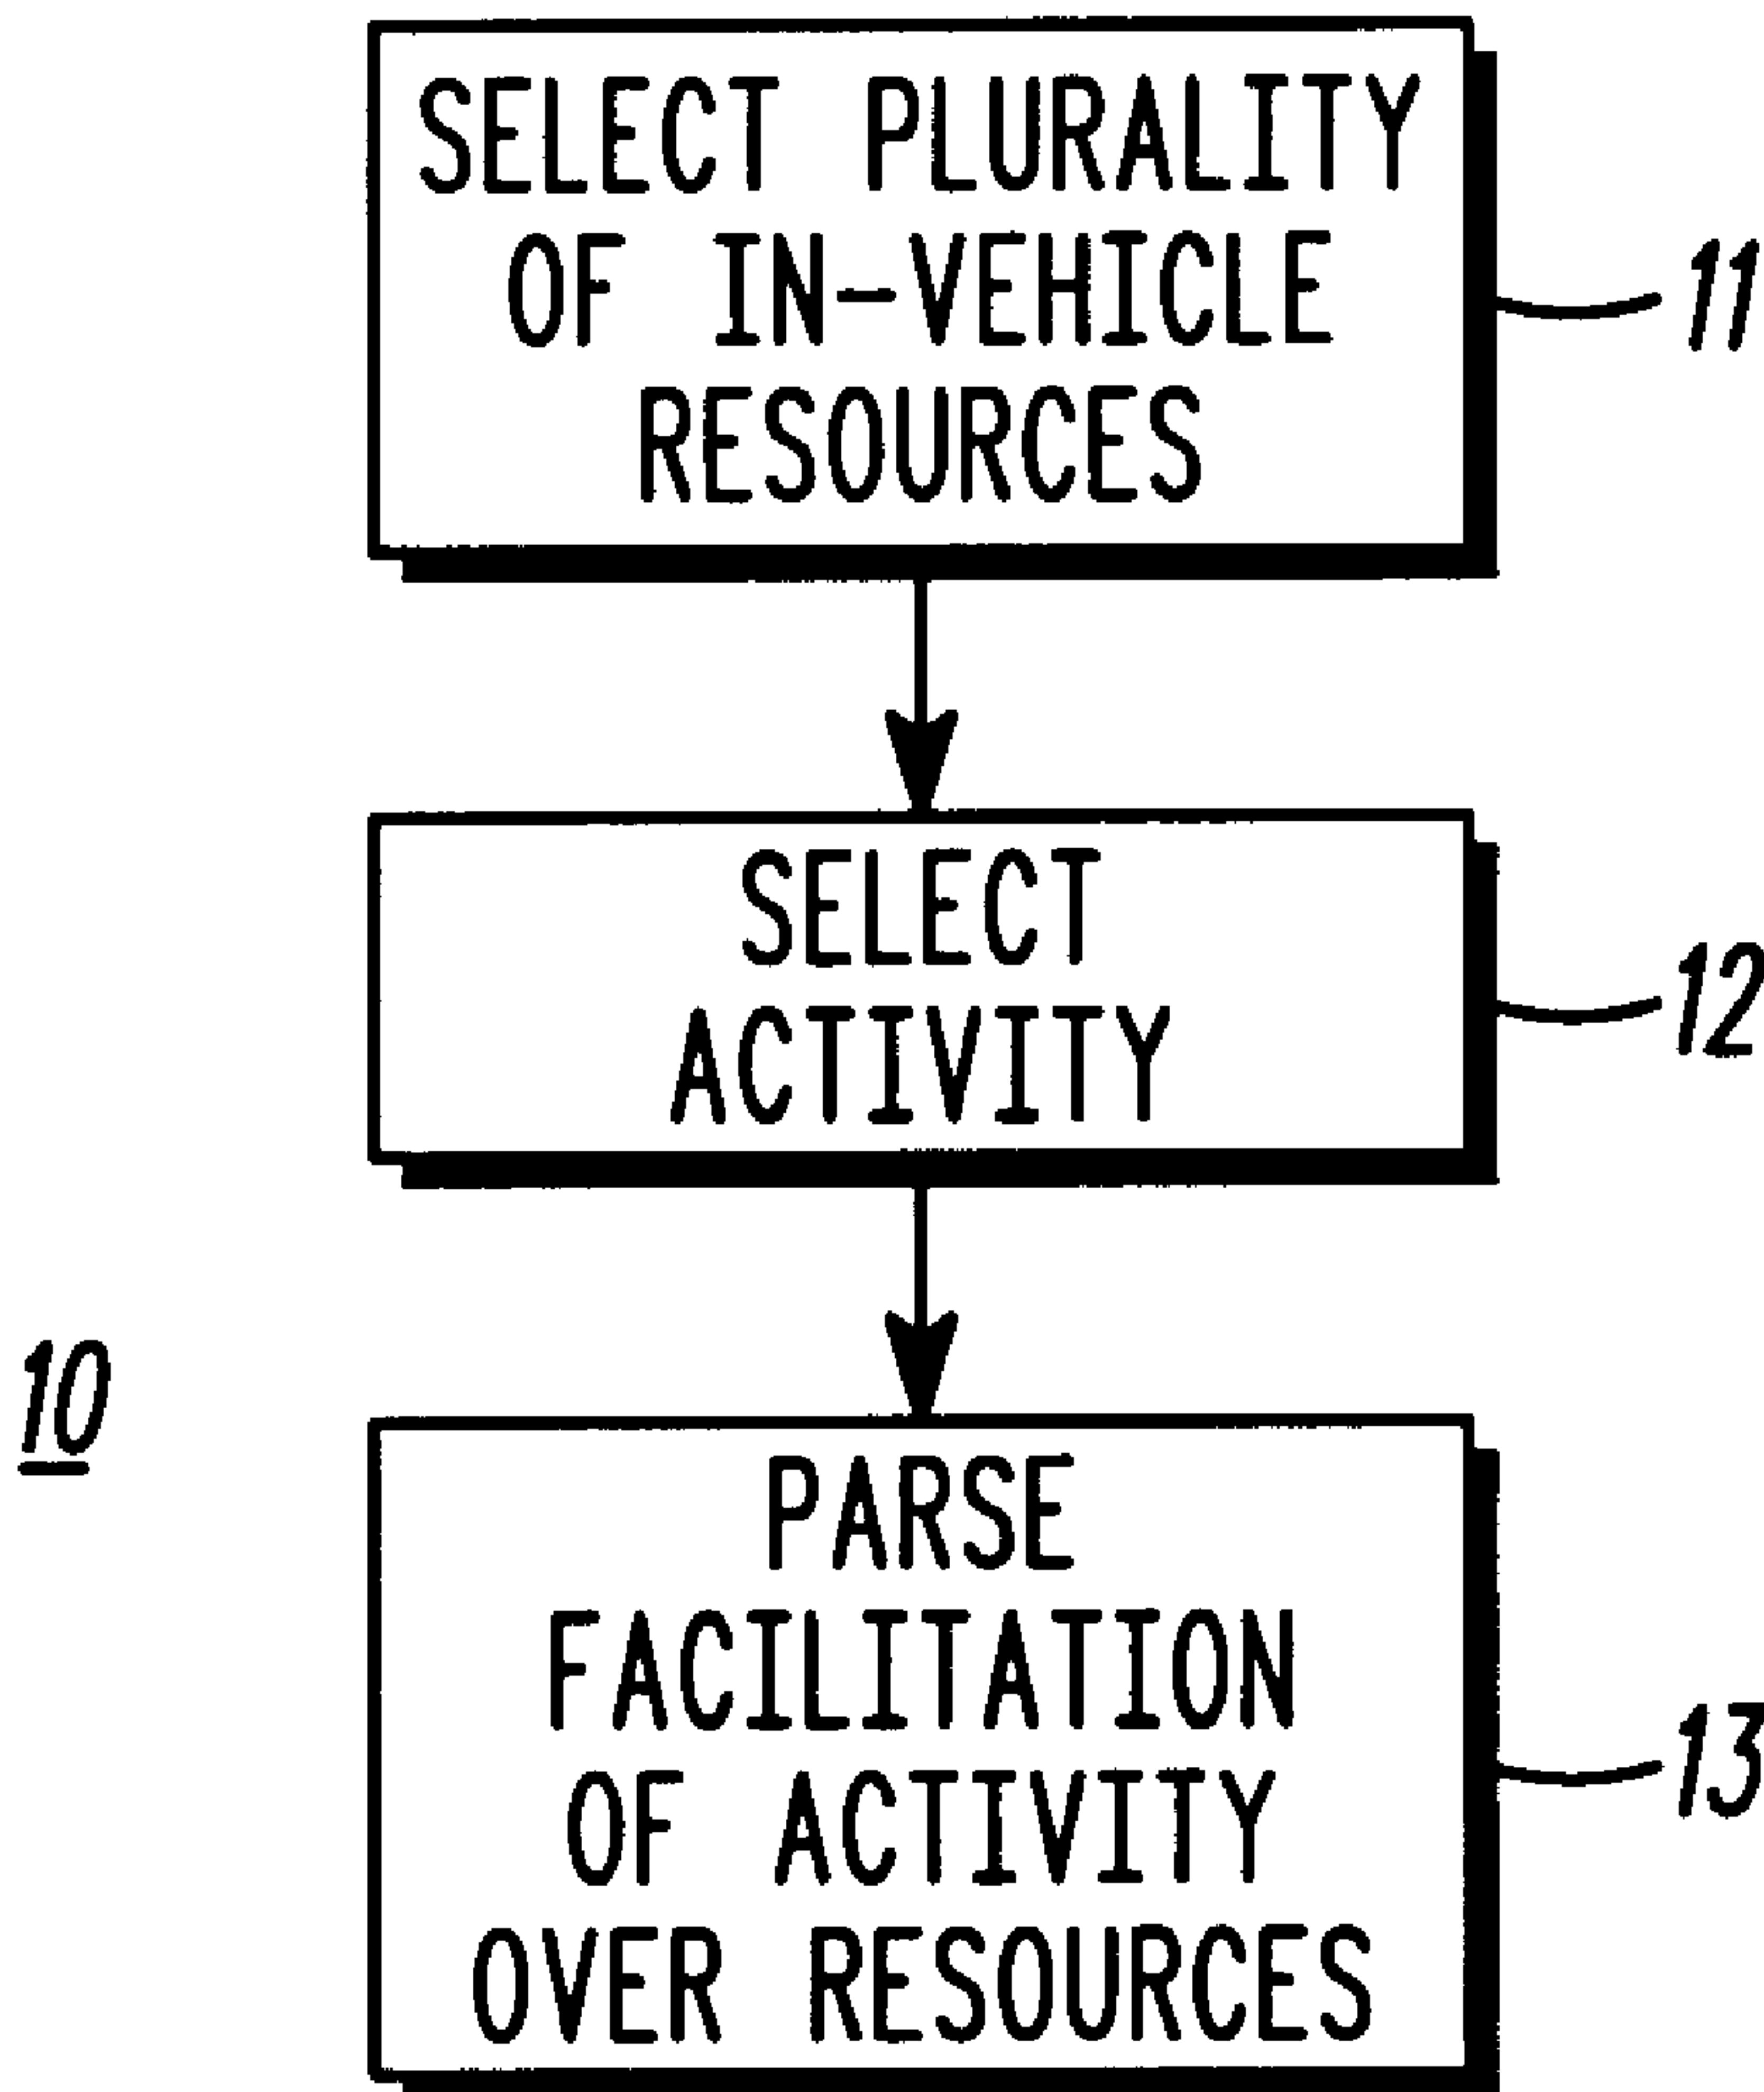 SELECT PLURALITY
OF IN-VEHICLE
RESOURCES
11
SELECT
ACTIVITY
12
10
PARSE
FACILITATION
OF ACTIVITY
OVER RESOURCES
13